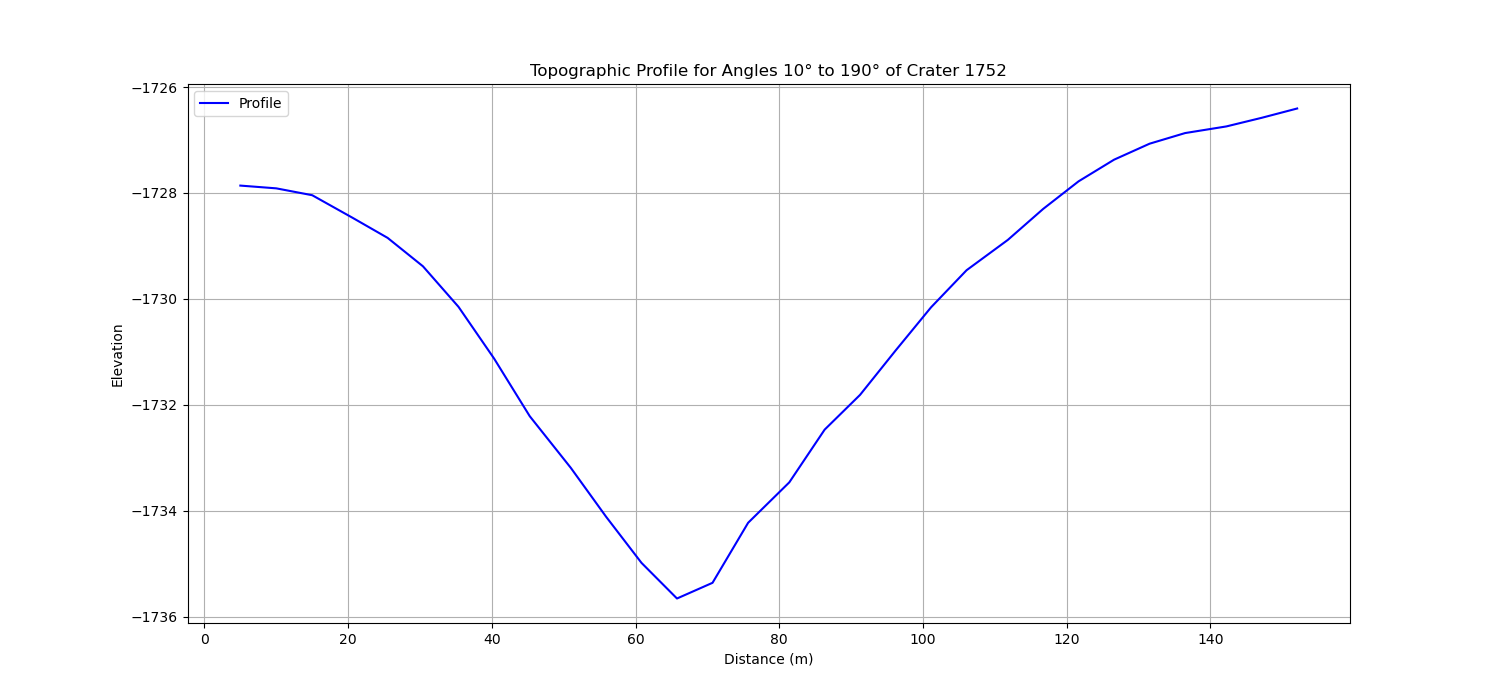 Topographic Profile for Angles 10° to 190° of Crater 1752
Profile
−1726
−1728
−1730
−1732
−1734
−1736
Elevation
0 20 40 60 80 100 120 140
Distance (m)